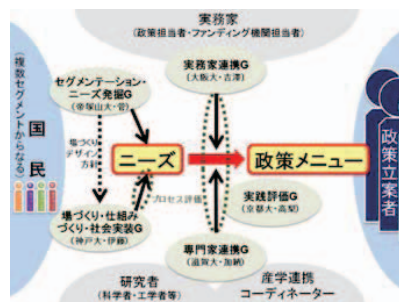 実務家
(政策担当者・ファンディング機関担当者)
セグメンテーション・
ニーズ発掘G
(帝塚山大・菅)
実務家連携G
(大阪大・吉澤)
国民
(複数セグメントからなる)
場づくり
デザイン
方針
ニーズ
政策メニュー
政策立案者
プロセス評価
場づくり・仕組み
づくり・社会実装G
(神戸大・伊藤)
実践評価G
(京都大・高梨)
専門家連携G
(滋賀大・加納)
研究者
(科学者・工学者等)
産学連携
コーディネーター